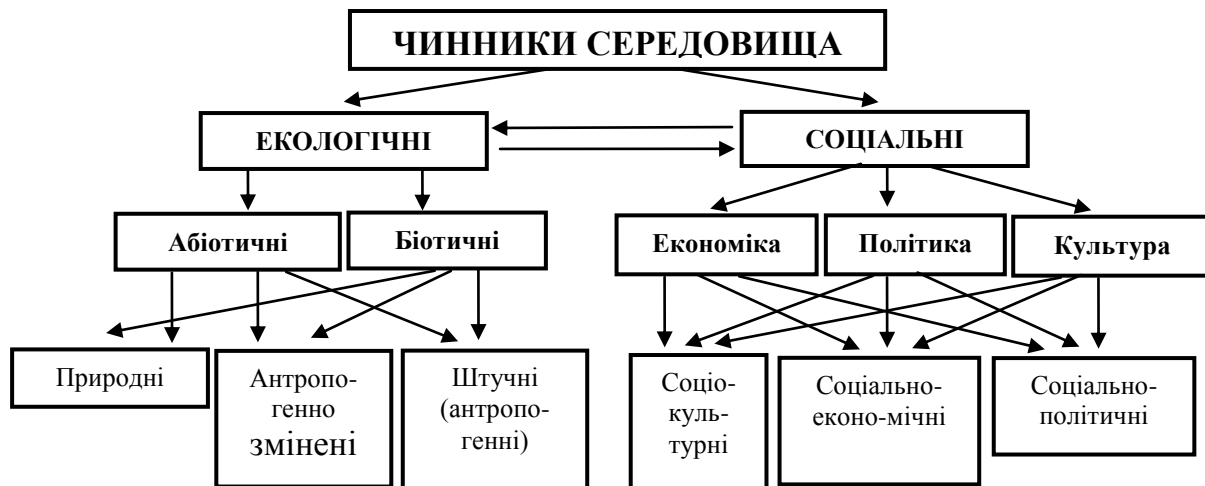 ЧИННИКИ СЕРЕДОВИЩА
ЕКОЛОГІЧНІ
СОЦІАЛЬНІ
Абіотичні
Біотичні
Економіка
Політика
Культура
Природні
Антропо-
генно
змінені
Штучні
(антропо-
генні)
Соціо-
куль-
турні
Соціально-
еконо-мічні
Соціально-
політичні